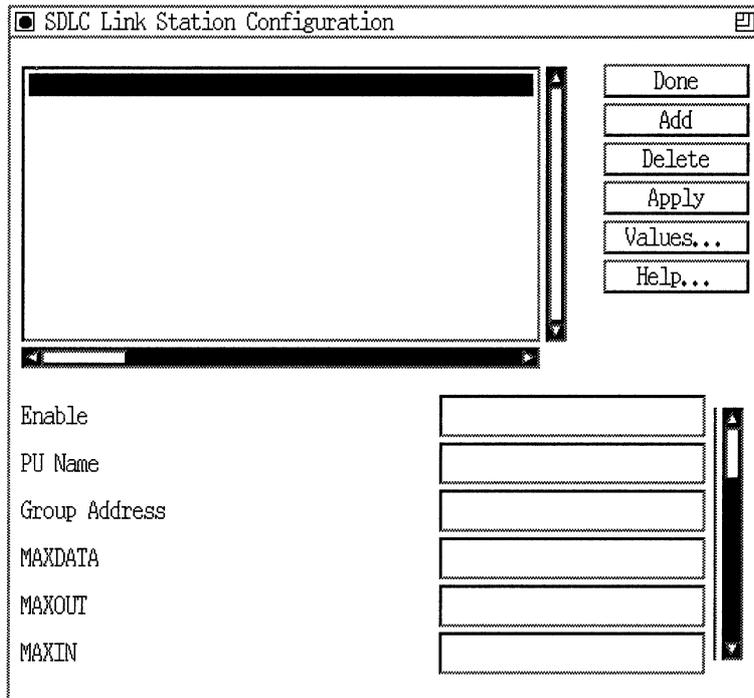 SDLC Link Station Configuration
Done
Add
Delete
Apply
Values...
Help...
Enable
PU Name
Group Address
MAXDATA
MAXOUT
MAXIN